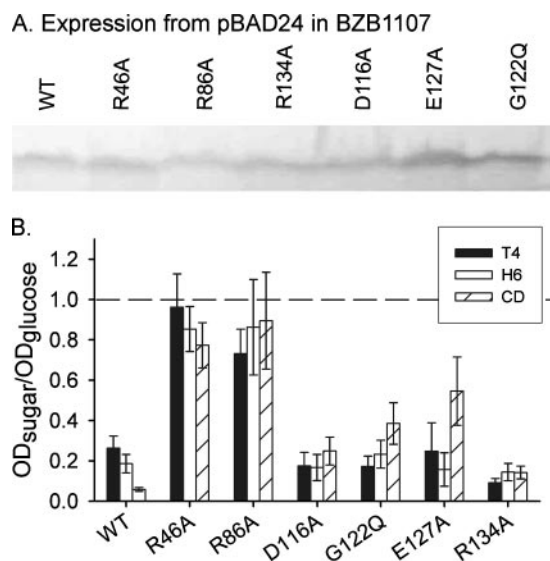 A. Expression from pBAD24 in BZB1107
WT R46A R86A R134A D116A E127A G122Q
B.
T4
H6
CD
ODsugar/ODglucose
1.2
1.0
0.8
0.6
0.4
0.2
0.0
WT R46A R86A D116A G122Q E127A R134A